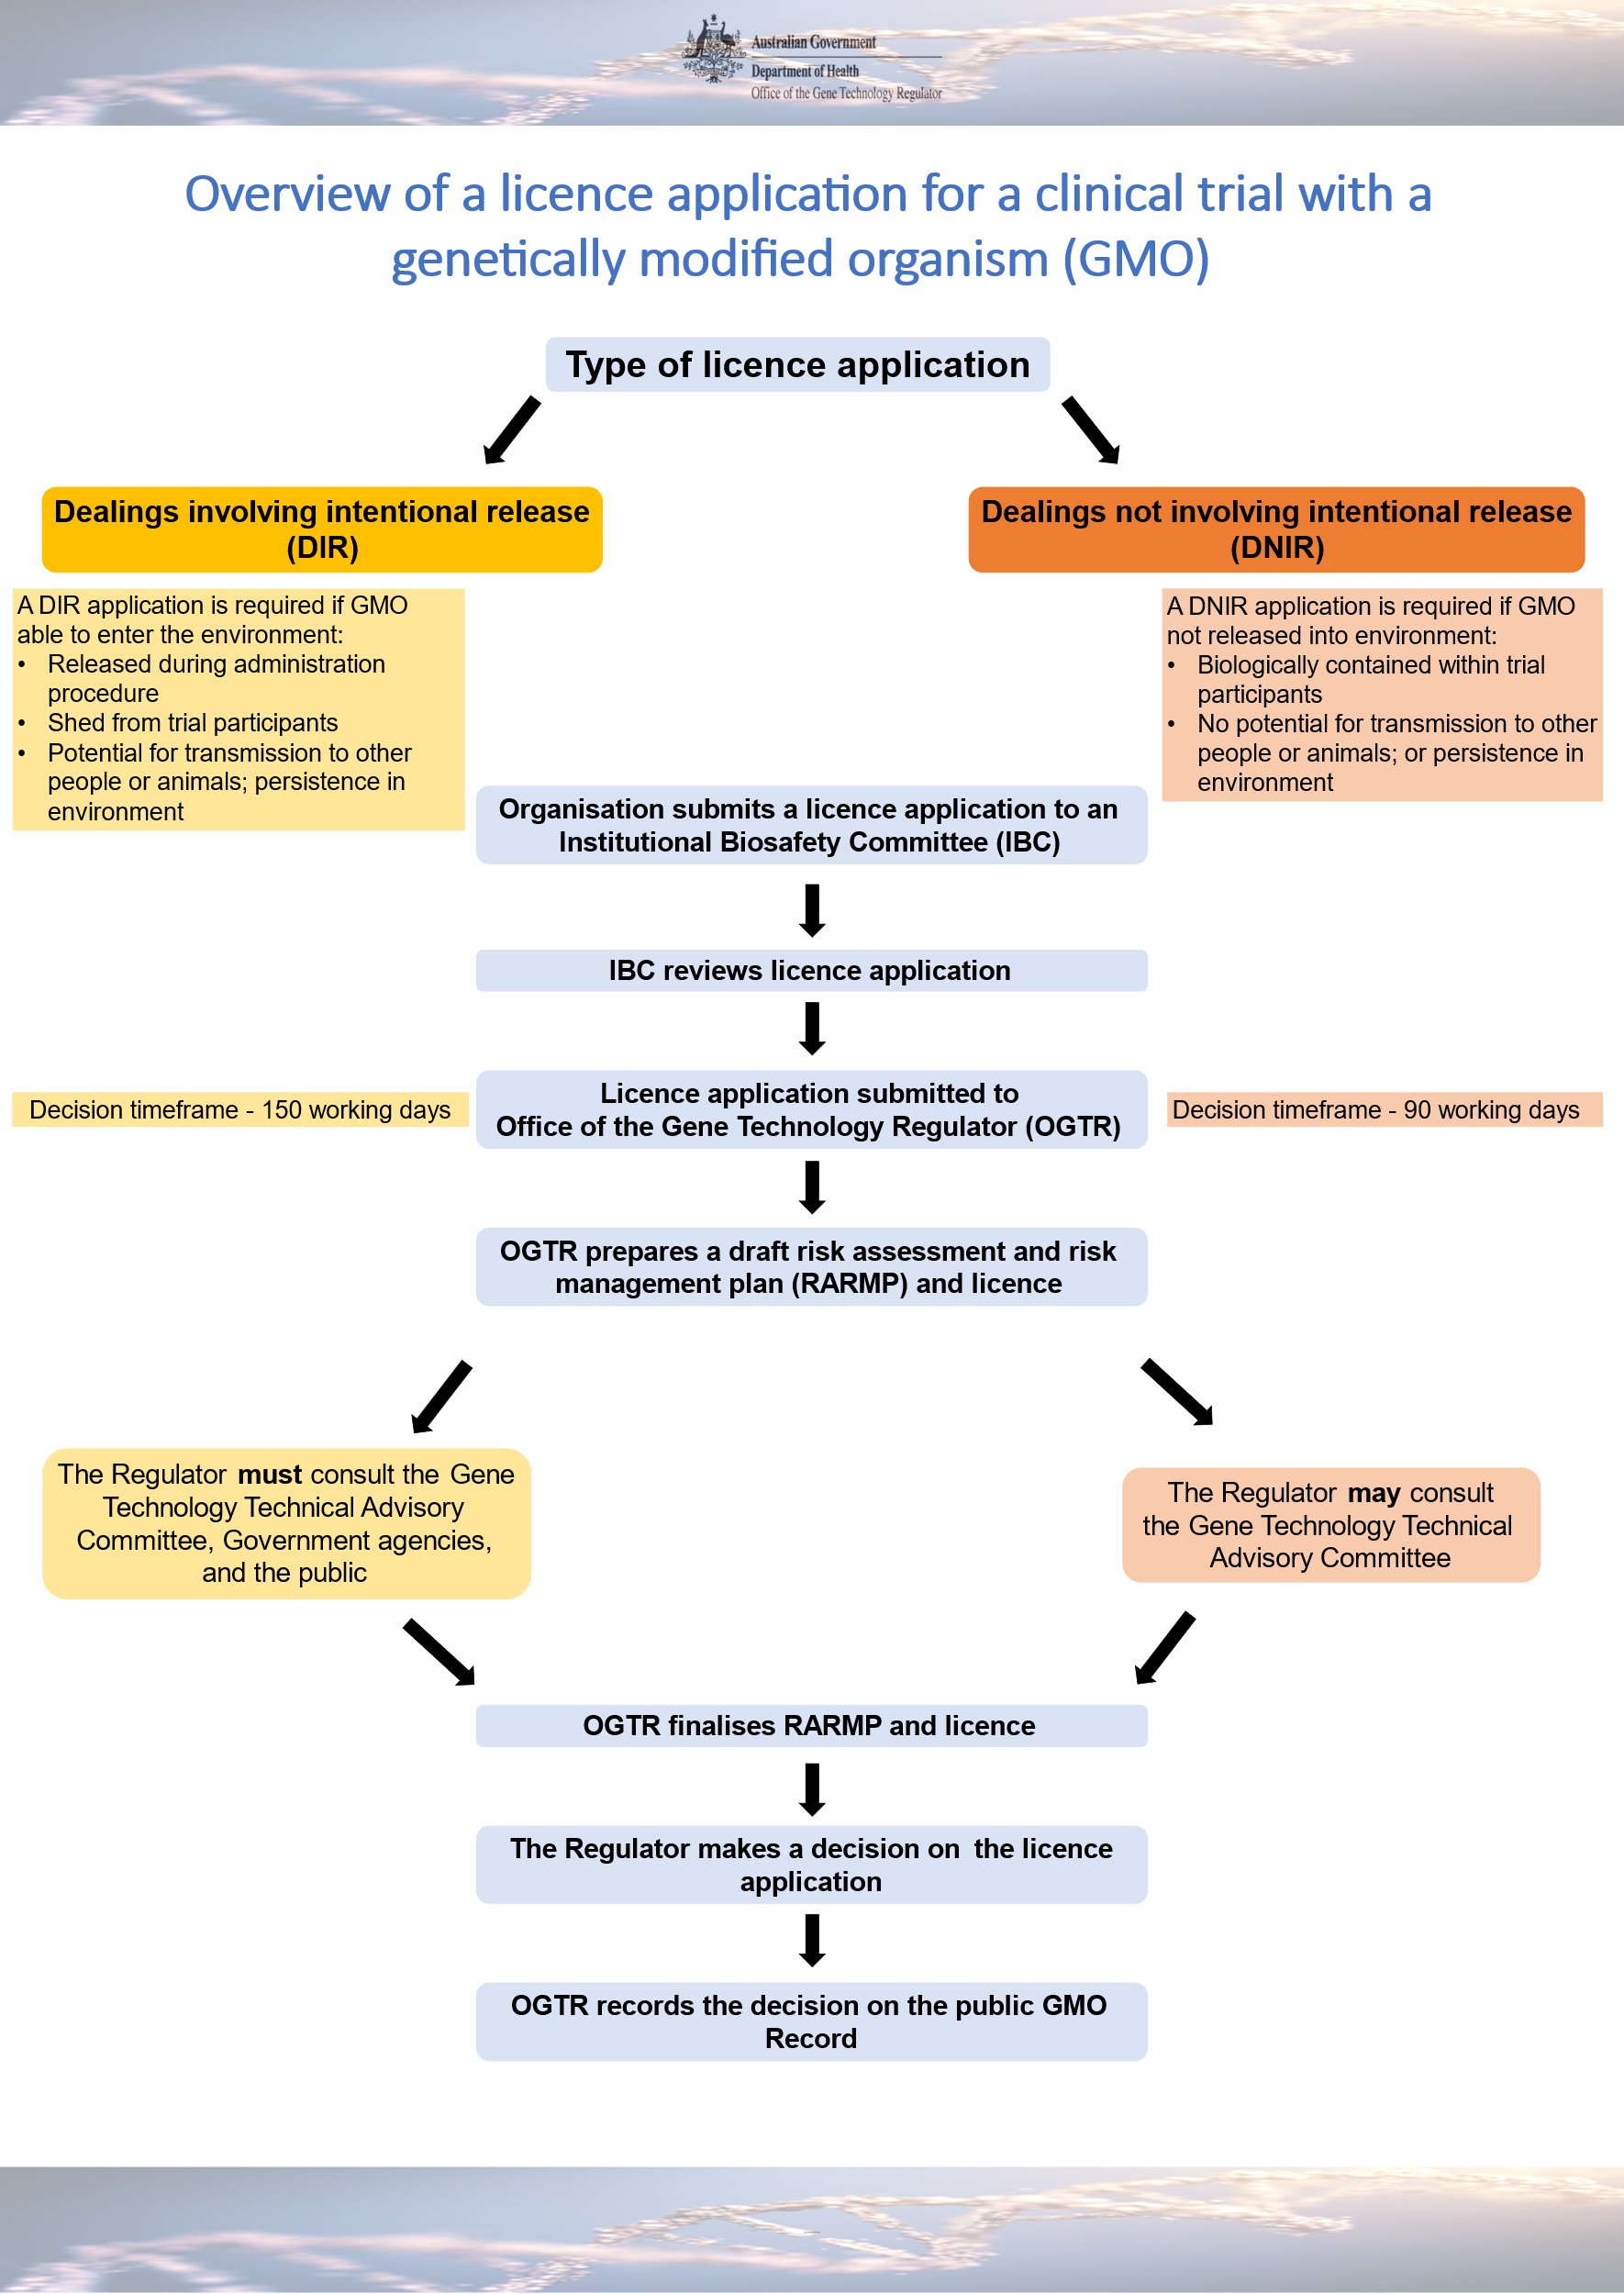 Australian Government
Department of Health
Office of the Gene Technology Regulator
Overview of a licence application for a clinical trial with a
genetically modified organism (GMO)
Type of licence application
Dealings involving intentional release
(DIR)
A DIR application is required if GMO
able to enter the environment:
• Released during administration
procedure
• Shed from trial participants
• Potential for transmission to other
people or animals; persistence in
environment
Dealings not involving intentional release
(DNIR)
A DNIR application is required if GMO
not released into environment:
• Biologically contained within trial
participants
• No potential for transmission to other
people or animals; or persistence in
environment
Organisation submits a licence application to an
Institutional Biosafety Committee (IBC)
IBC reviews licence application
Decision timeframe - 150 working days
Licence application submitted to
Office of the Gene Technology Regulator (OGTR)
Decision timeframe - 90 working days
OGTR prepares a draft risk assessment and risk
management plan (RARMP) and licence
The Regulator must consult the Gene
Technology Technical Advisory
Committee, Government agencies,
and the public
The Regulator may consult
the Gene Technology Technical
Advisory Committee
OGTR finalises RARMP and licence
The Regulator makes a decision on the licence
application
OGTR records the decision on the public GMO
Record